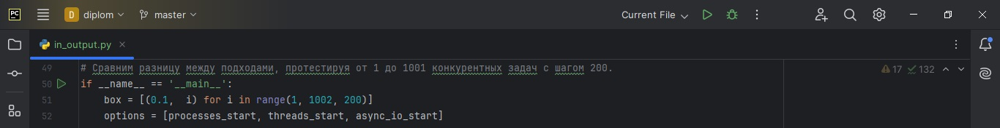 PC D diplom master Current File
in_output.py
49 # Сравним разницу между подходами, протестируя от 1 до 1001 конкурентных задач с шагом 200.
17 132
50 if __name__ == '__main__':
51 box = [(0.1,  i) for i in range(1, 1002, 200)]
52 options = [processes_start, threads_start, async_io_start]